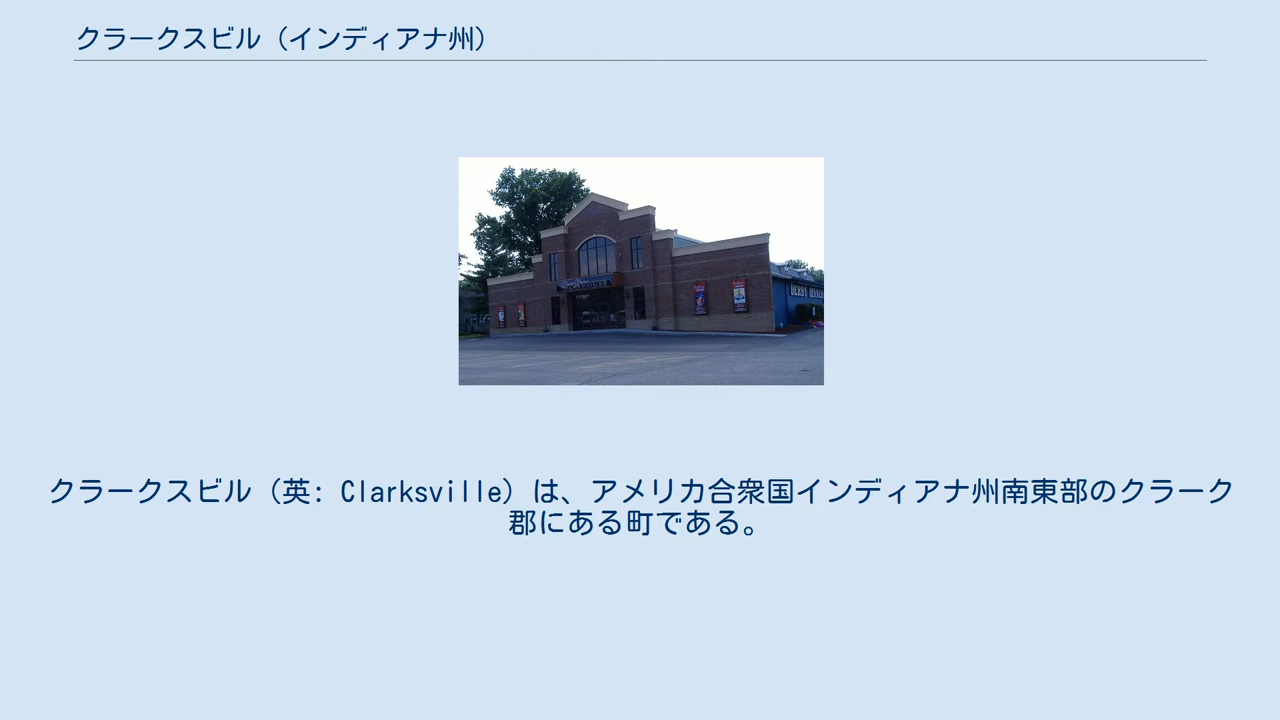 クラークスビル（インディアナ州）
クラークスビル（英: Clarksville）は、アメリカ合衆国インディアナ州南東部のクラーク
郡にある町である。